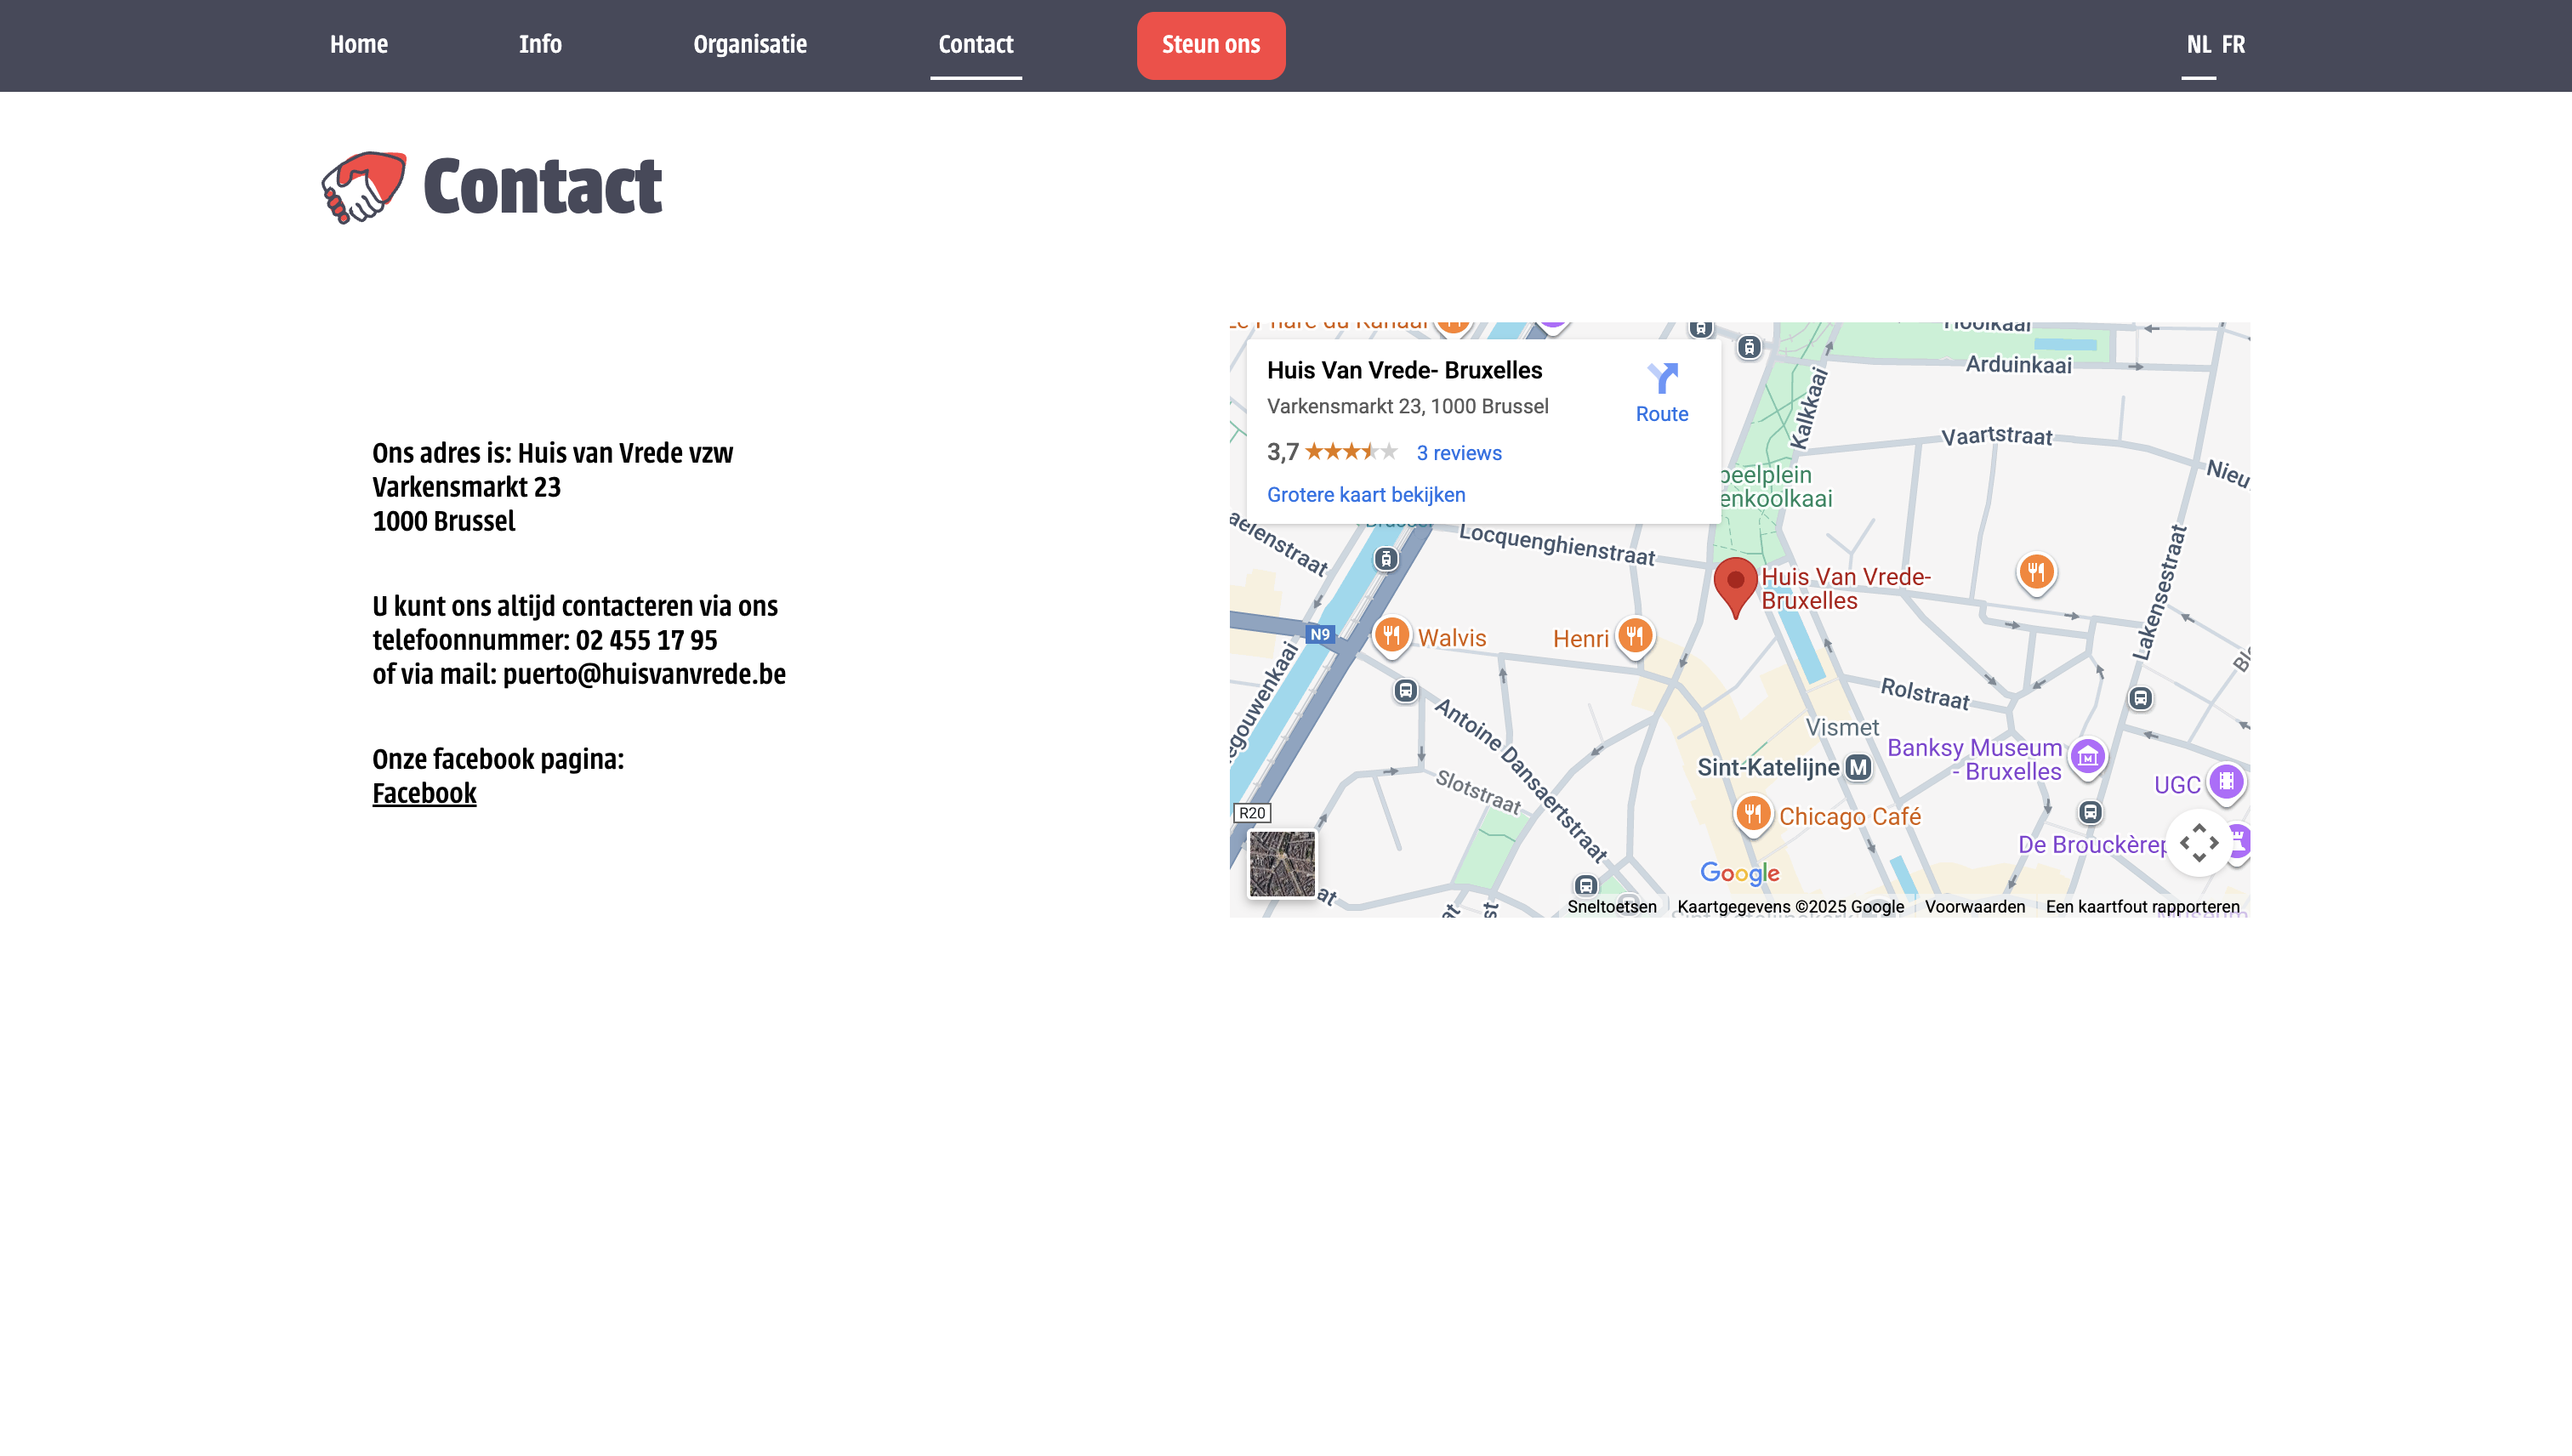 Home Info Organisatie Contact Steun ons NL FR
Contact
Ons adres is: Huis van Vrede vzw
Varkensmarkt 23
1000 Brussel
U kunt ons altijd contacteren via ons
telefoonnummer: 02 455 17 95
of via mail: puerto@huisvanvrede.be
Onze facebook pagina:
Facebook
Huis Van Vrede- Bruxelles
Varkensmarkt 23, 1000 Brussel
3,7
3 reviews
Grotere kaart bekijken
Route
Arduinkaai
Kalkkaai
Vaartstraat
Locquenghienstraat
Huis Van Vrede-
Bruxelles
Lakensestraat
N9
Walvis
Henri
Rolstraat
Antoine Dansaertstraat
Vismet
Banksy Museum
- Bruxelles
Sint-Katelijne
M
UGC
Slotstraat
R20
Chicago Café
Google
Sneltoetsen
Kaartgegevens ©2025 Google
Voorwaarden
Een kaartfout rapporteren